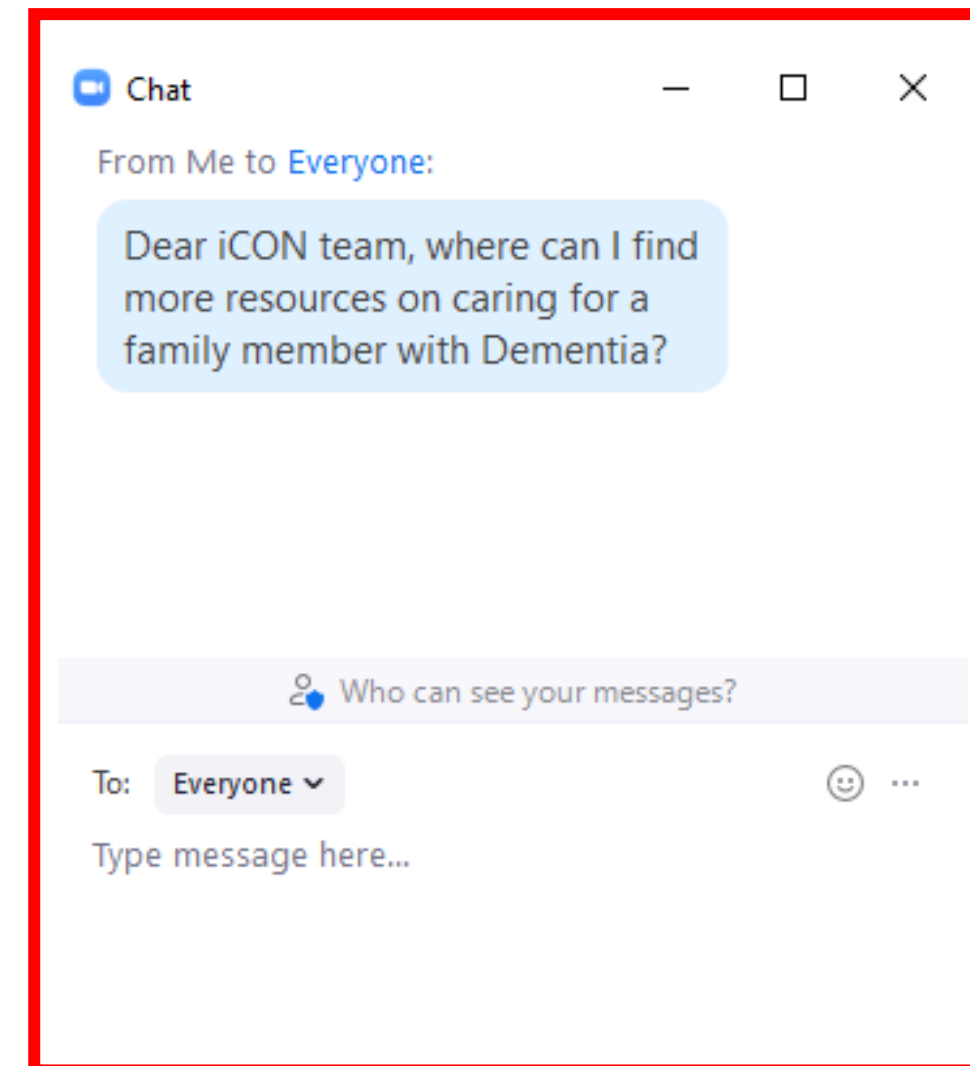 Chat
From Me to Everyone:
Dear iCON team, where can I find
more resources on caring for a
family member with Dementia?
Who can see your messages?
To: Everyone
Type message here...